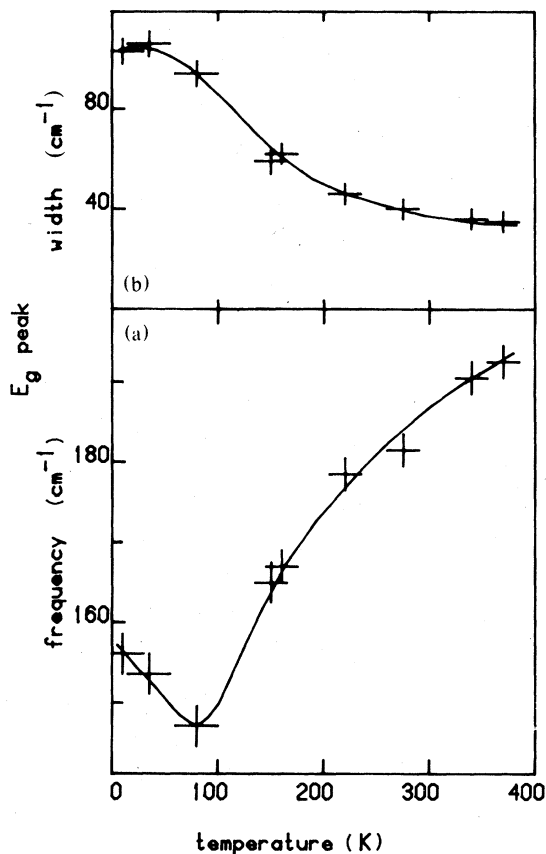 80
40
width (cm⁻¹)
(b)
(a)
E_g peak
180
160
frequency (cm⁻¹)
0 100 200 300 400
temperature (K)